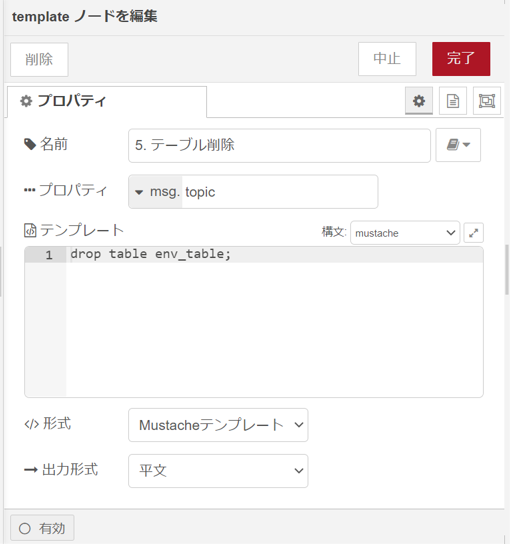 template ノードを編集
削除 中止 完了
プロパティ
名前 5. テーブル削除
プロパティ msg. topic
テンプレート 構文: mustache
1 drop table env_table;
形式 Mustacheテンプレート
出力形式 平文
有効